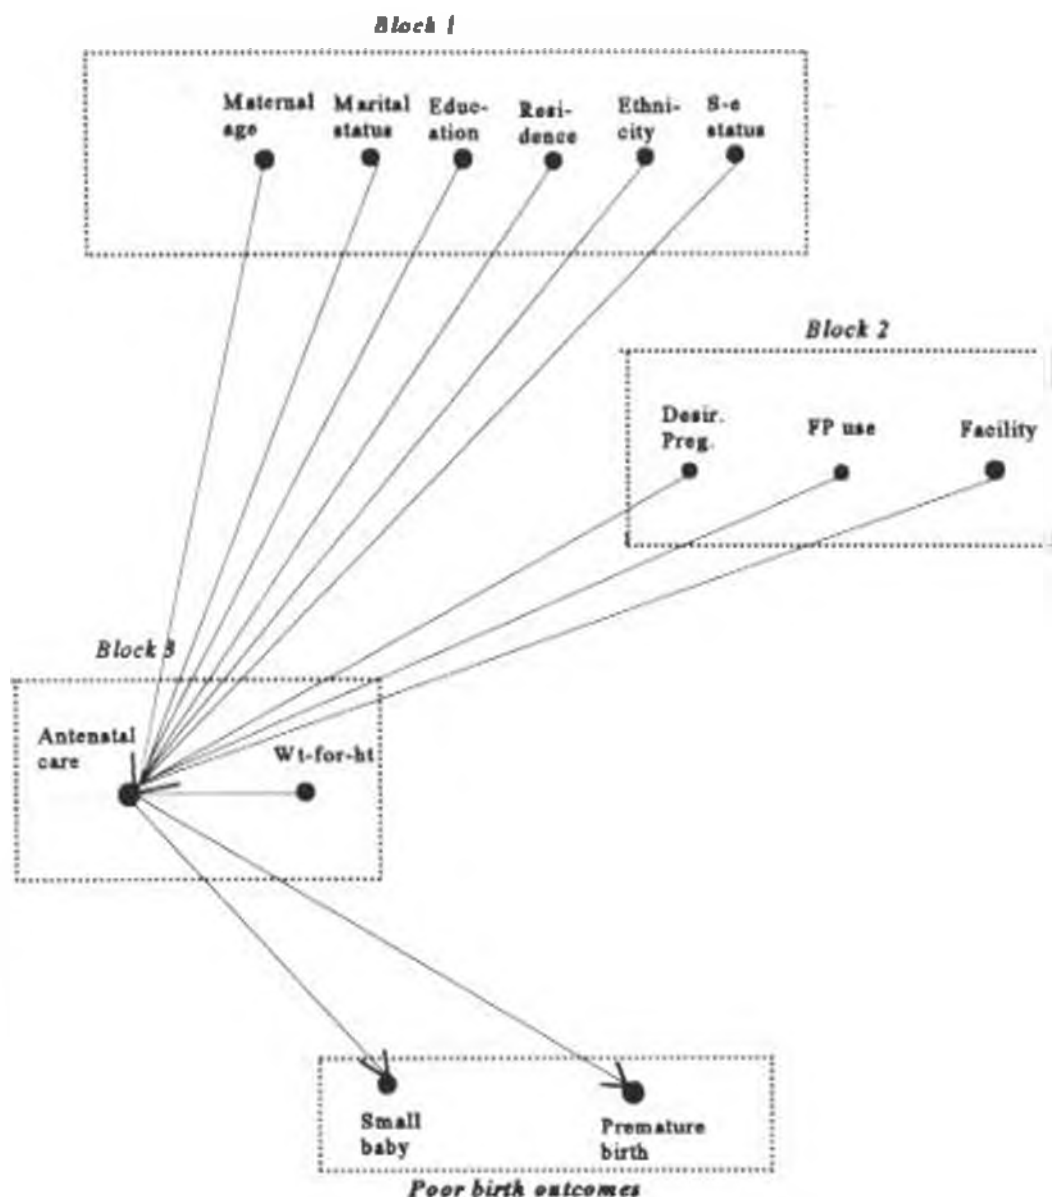 Block 1
Maternal
age
Marital
status
Educ-
ation
Resi-
dence
Ethni-
city
S-e
status
Block 2
Desir.
Preg.
FP use
Facility
Block 3
Antenatal
care
Wt-for-ht
Small
baby
Premature
birth
Poor birth outcomes